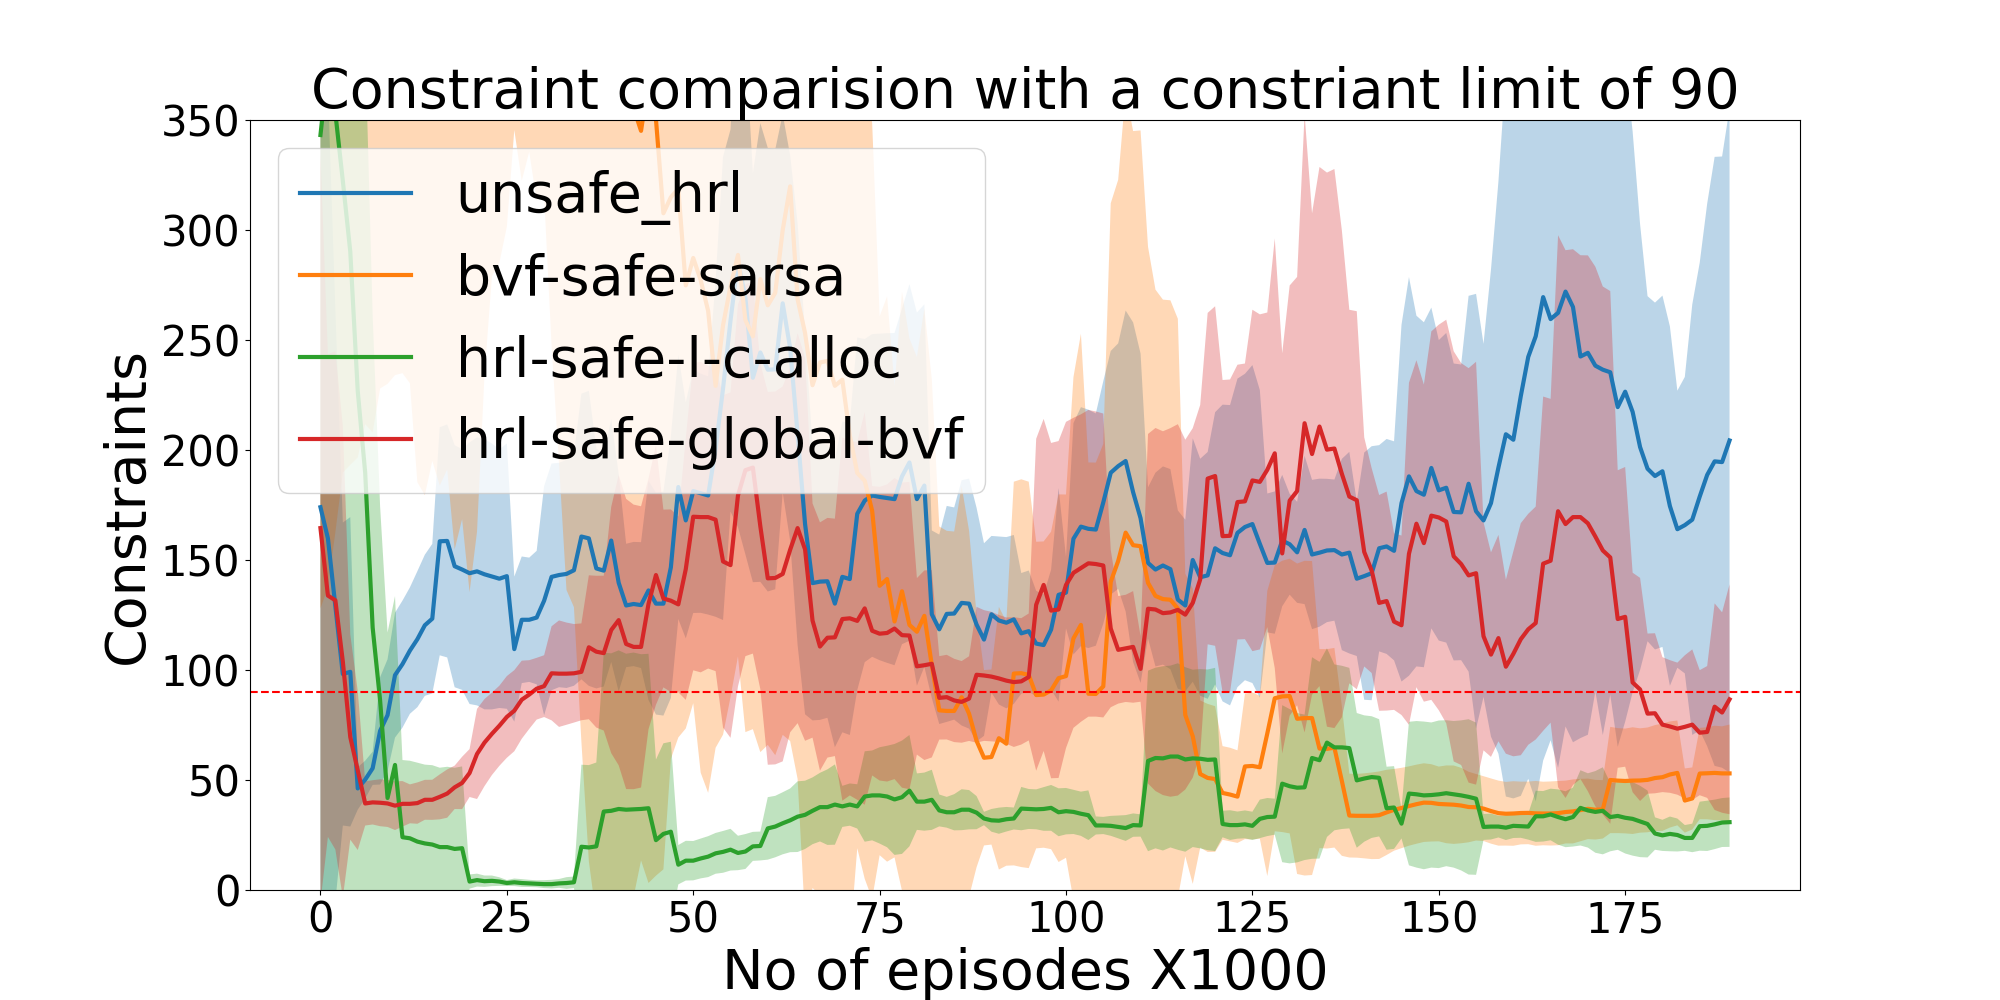 Constraint comparision with a constriant limit of 90
350
300
250
200
150
100
50
0
Constraints
unsafe_hrl
bvf-safe-sarsa
hrl-safe-l-c-alloc
hrl-safe-global-bvf
0 25 50 75 100 125 150 175
No of episodes X1000